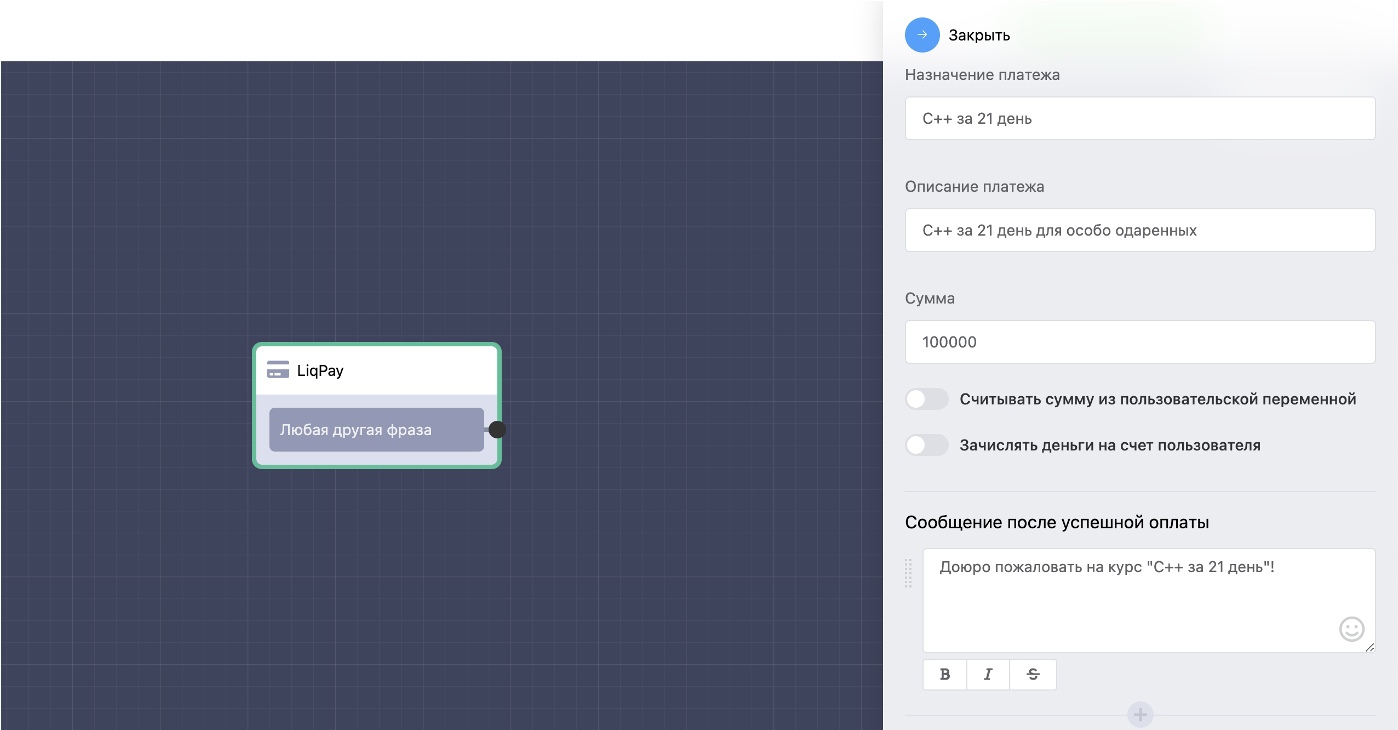 Закрыть
Назначение платежа
C++ за 21 день
Описание платежа
C++ за 21 день для особо одаренных
Сумма
100000
Считывать сумму из пользовательской переменной
Зачислять деньги на счет пользователя
Сообщение после успешной оплаты
Доюро пожаловать на курс "C++ за 21 день"!
B I S
LiqPay
Любая другая фраза